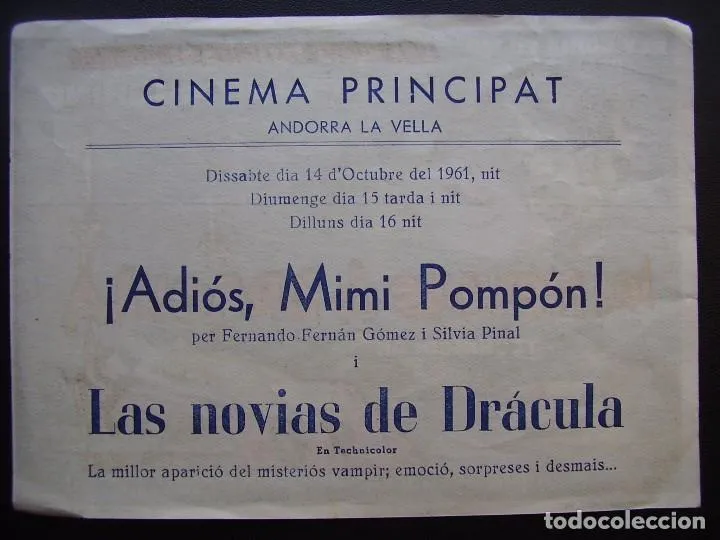 CINEMA PRINCIPAT
ANDORRA LA VELLA
Dissabte dia 14 d'Octubre del 1961, nit
Diumenge dia 15 tarda i nit
Dilluns dia 16 nit
¡Adiós, Mimi Pompón!
per Fernando Fernán Gómez i Silvia Pinal
i
Las novias de Drácula
En Technicolor
La millor aparició del misteriós vampir; emoció, sorpreses i desmais...
todocoleccion.net